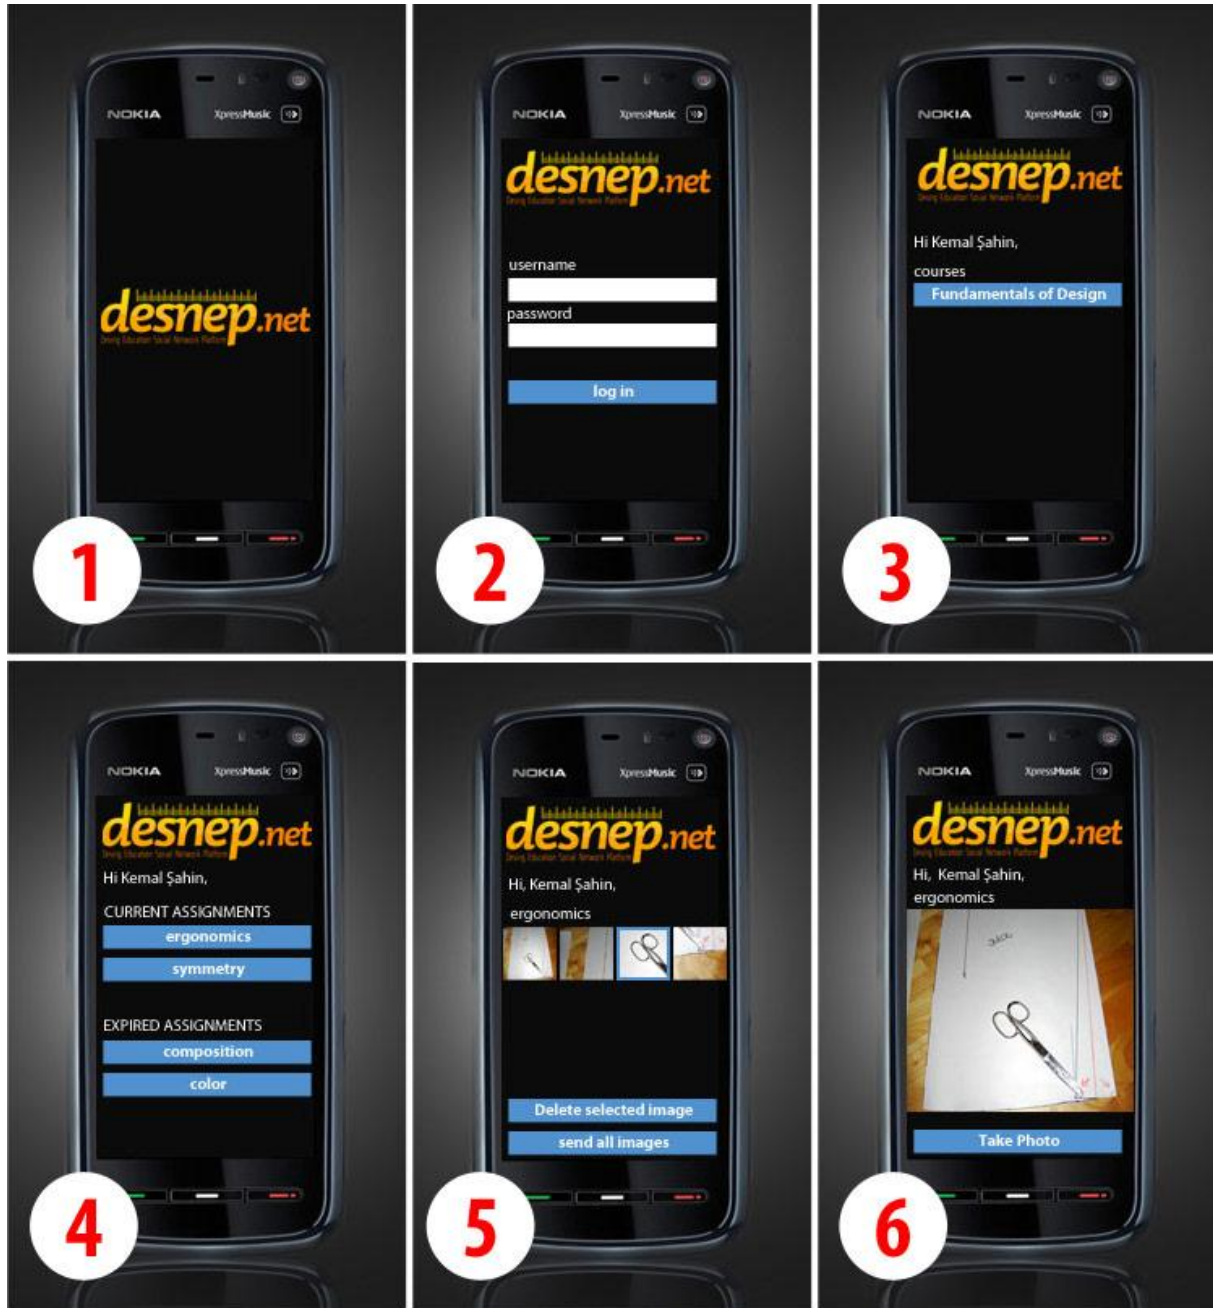 NOKIA XpressMusic
desnep.net
1
NOKIA XpressMusic
desnep.net
username
password
log in
2
NOKIA XpressMusic
desnep.net
Hi Kemal Şahin,
courses
Fundamentals of Design
3
NOKIA XpressMusic
desnep.net
Hi Kemal Şahin,
CURRENT ASSIGNMENTS
ergonomics
symmetry
EXPIRED ASSIGNMENTS
composition
color
4
NOKIA XpressMusic
desnep.net
Hi, Kemal Şahin,
ergonomics
Delete selected image
send all images
5
NOKIA XpressMusic
desnep.net
Hi, Kemal Şahin,
ergonomics
Take Photo
6